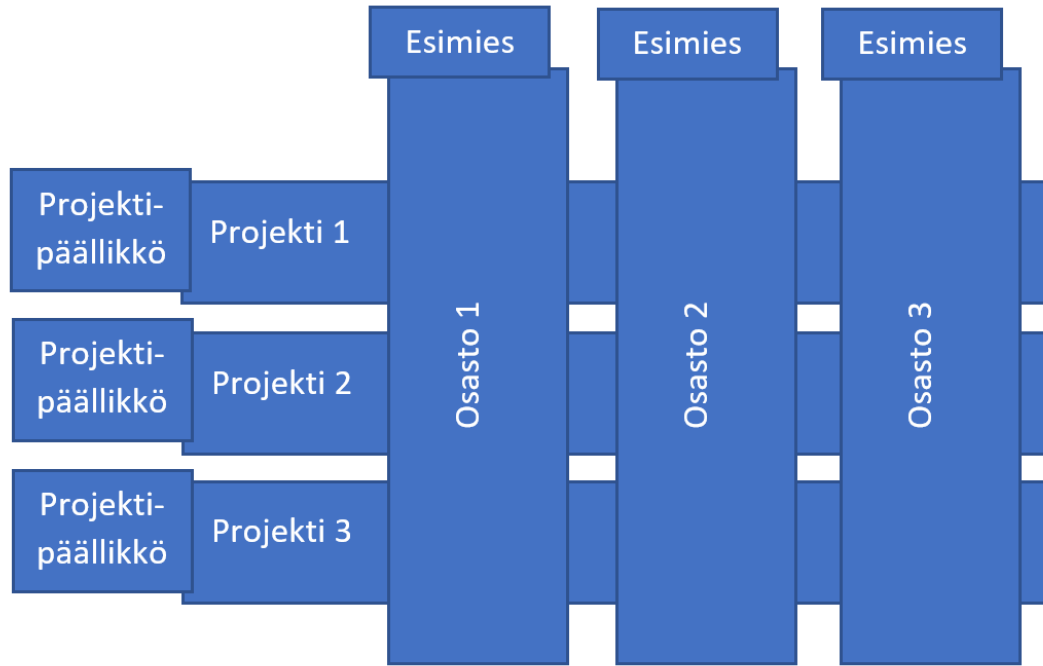 Esimies
Esimies
Esimies
Projekti-
päällikkö
Projekti 1
Projekti-
päällikkö
Projekti 2
Projekti-
päällikkö
Projekti 3
Osasto 1
Osasto 2
Osasto 3